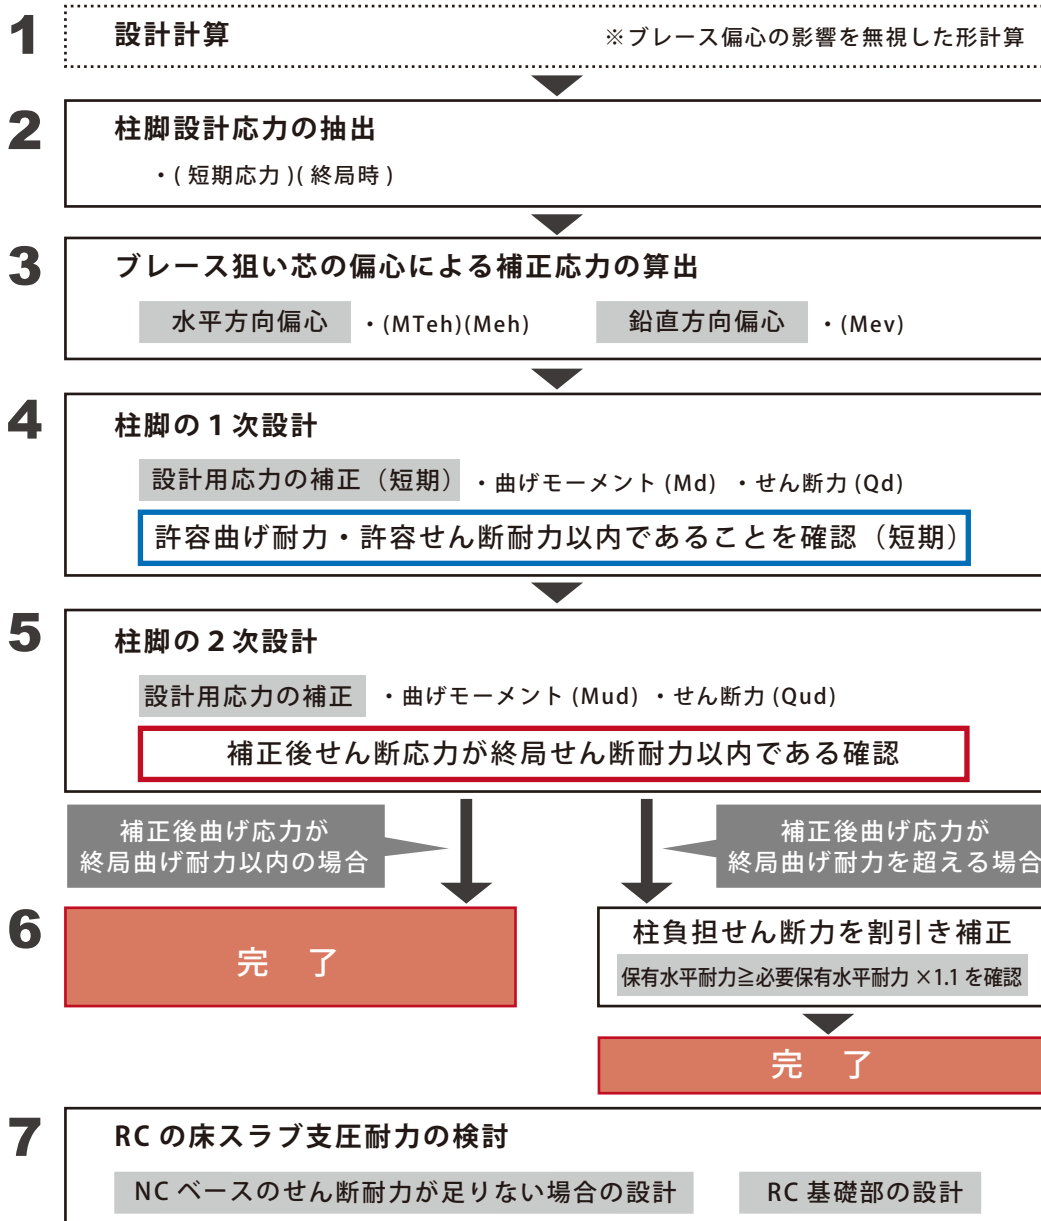 1
設計計算
※ブレース偏心の影響を無視した形計算
2
柱脚設計応力の抽出
・( 短期応力 )( 終局時 )
3
ブレース狙い芯の偏心による補正応力の算出
水平方向偏心 ・(MTeh)(Meh) 鉛直方向偏心 ・(Mev)
4
柱脚の 1 次設計
設計用応力の補正（短期） ・曲げモーメント (Md) ・せん断力 (Qd)
許容曲げ耐力・許容せん断耐力以内であることを確認（短期）
5
柱脚の 2 次設計
設計用応力の補正 ・曲げモーメント (Mud) ・せん断力 (Qud)
補正後せん断応力が終局せん断耐力以内である確認
補正後曲げ応力が
終局曲げ耐力以内の場合
補正後曲げ応力が
終局曲げ耐力を超える場合
6
完 了
柱負担せん断力を割引き補正
保有水平耐力≧必要保有水平耐力 ×1.1 を確認
完 了
7
RC の床スラブ支圧耐力の検討
NC ベースのせん断耐力が足りない場合の設計 RC 基礎部の設計